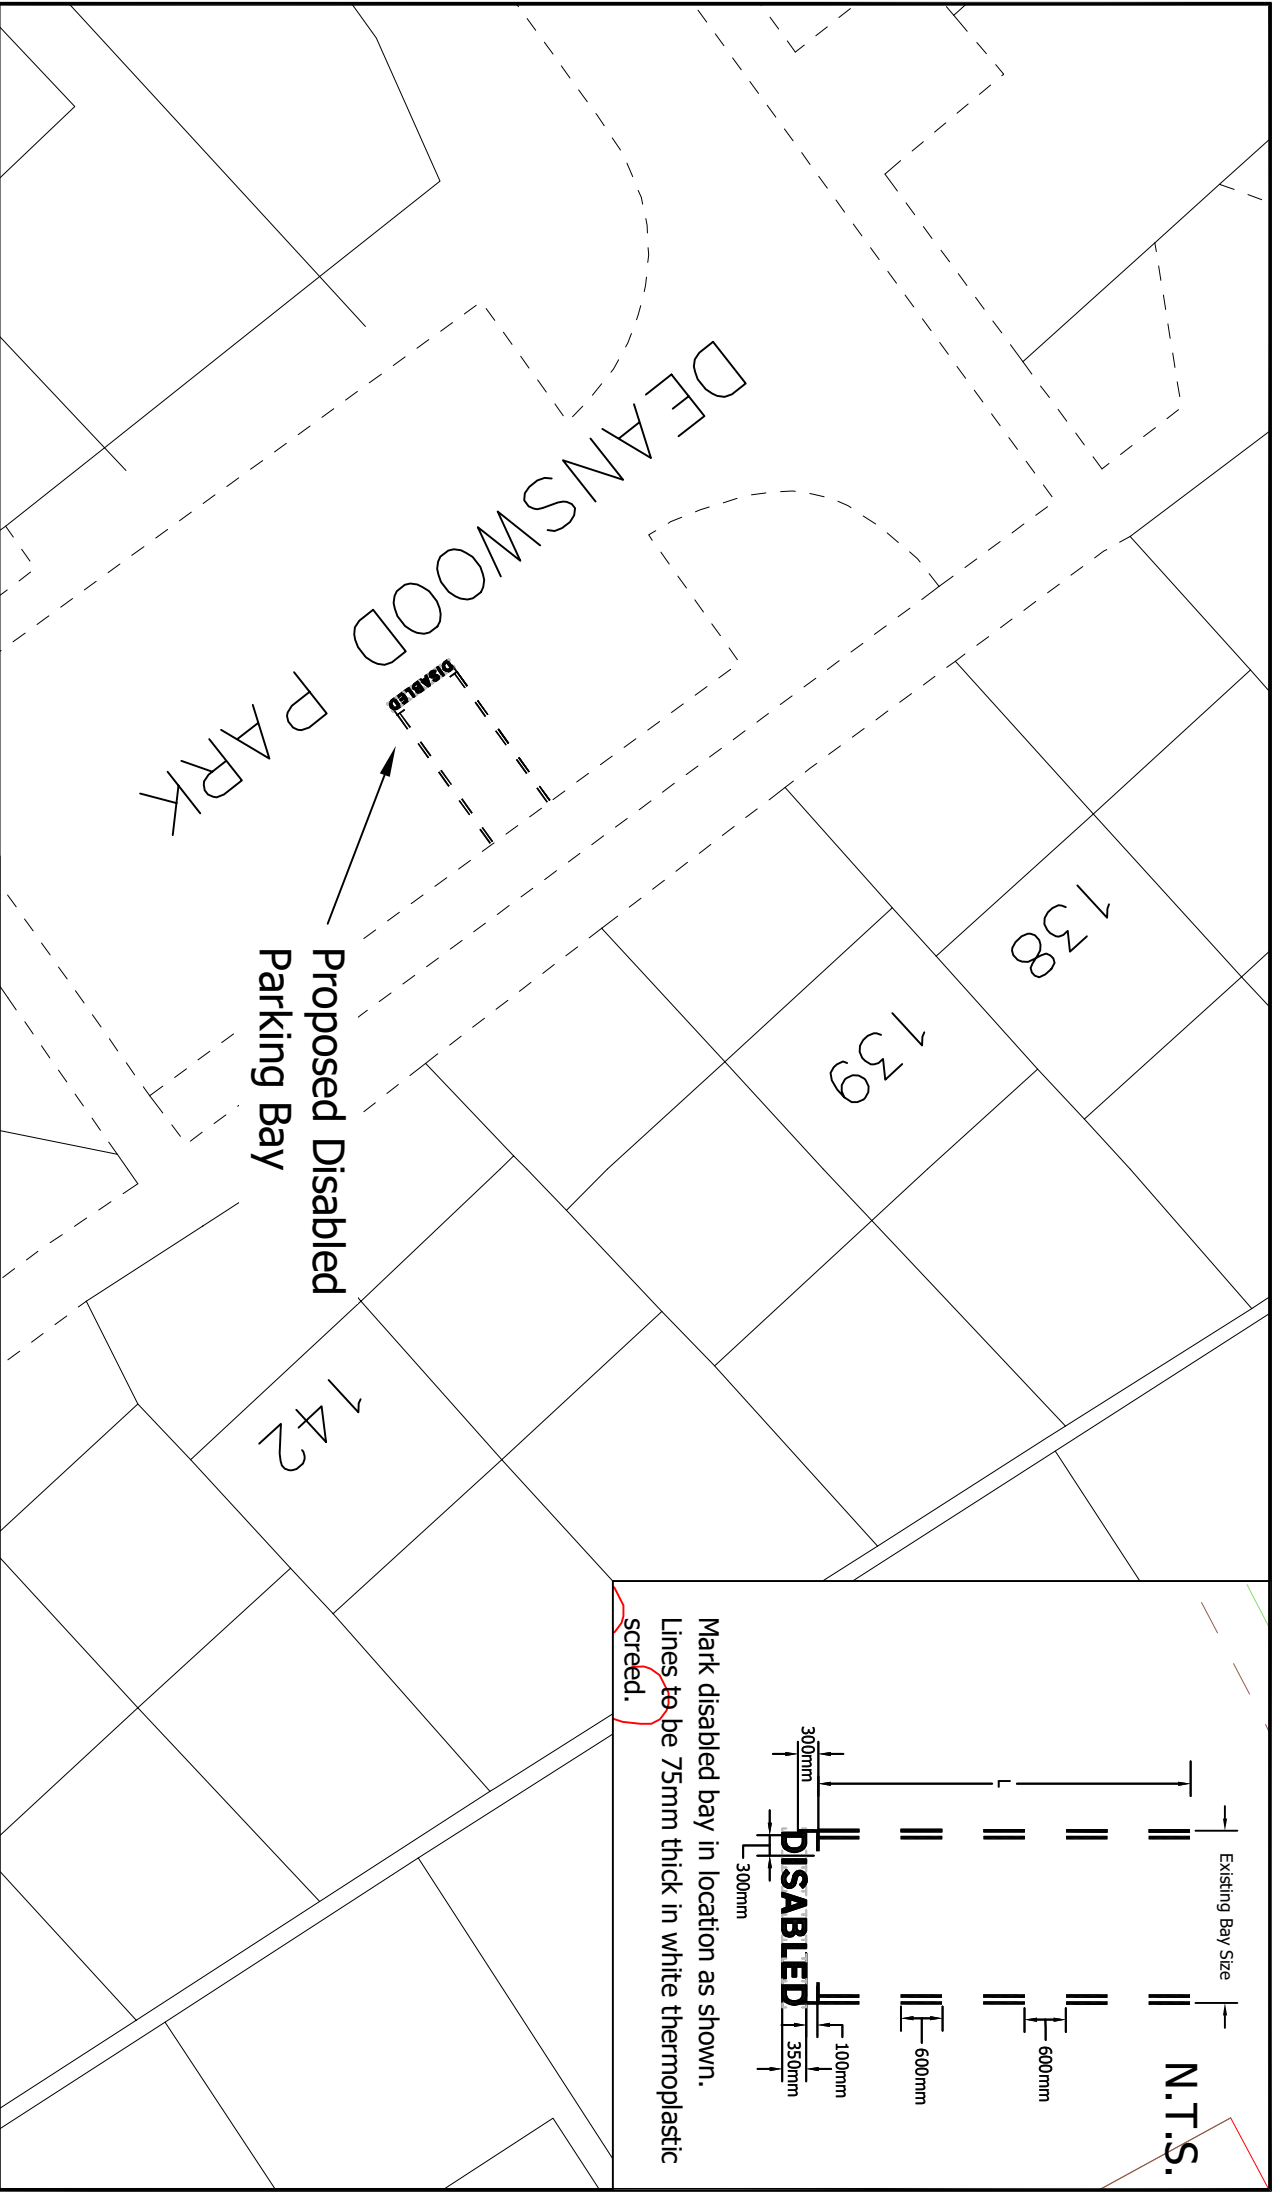 DEANSWOOD PARK
DISABLED
Proposed Disabled
Parking Bay
138
139
142
N.T.S.
Existing Bay Size
600mm
600mm
L
100mm
350mm
300mm
300mm
DISABLED
Mark disabled bay in location as shown.
Lines to be 75mm thick in white thermoplastic
screed.